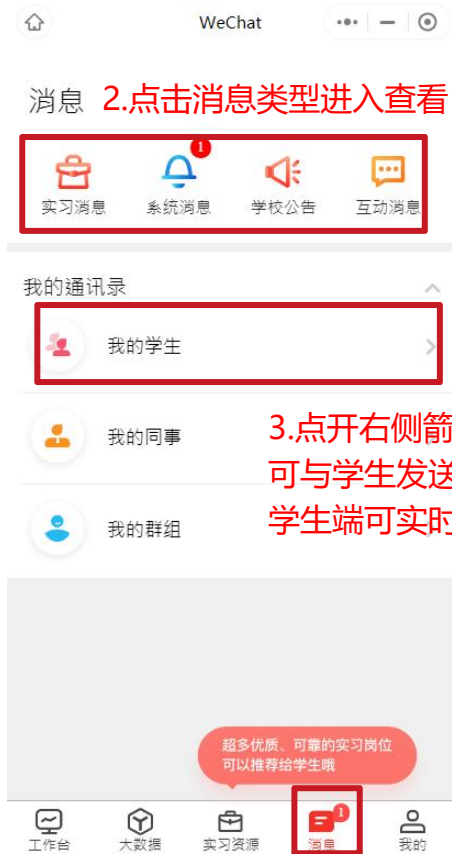 WeChat
消息 2.点击消息类型进入查看
1
实习消息 系统消息 学校公告 互动消息
我的通讯录
我的学生
我的同事
3.点开右侧箭
可与学生发送
我的群组
学生端可实时
超多优质、可靠的实习岗位
可以推荐给学生哦
1
工作台 大数据 实习资源 消息 我的